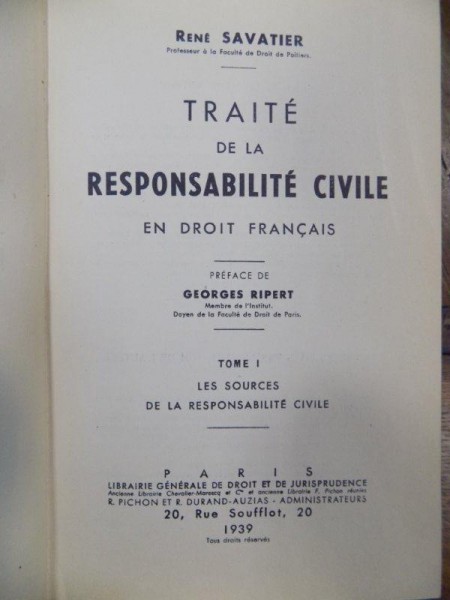 RENÉ SAVATIER
Professeur à la Faculté de Droit de Poitiers.
TRAITÉ
DE LA
RESPONSABILITÉ CIVILE
EN DROIT FRANÇAIS
PRÉFACE DE
GEORGES RIPERT
Membre de l'Institut.
Doyen de la Faculté de Droit de Paris.
TOME I
LES SOURCES
DE LA RESPONSABILITÉ CIVILE
PARIS
LIBRAIRIE GÉNÉRALE DE DROIT ET DE JURISPRUDENCE
Ancienne Librairie Chevalier-Marescq et Cie et ancienne Librairie F. Pichon réunies
R. PICHON ET R. DURAND-AUZIAS - ADMINISTRATEURS
20, Rue Soufflot, 20
1939
Tous droits réservés